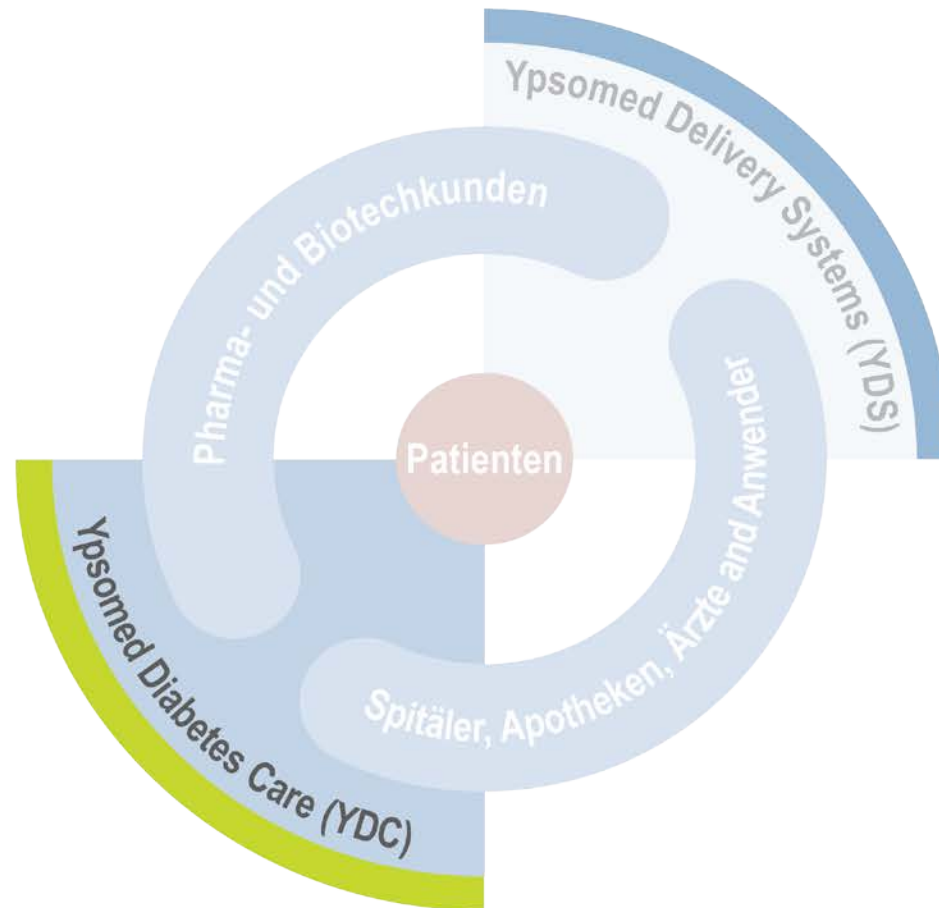 Ypsomed Delivery Systems (YDS)
Pharma- und Biotechkunden
Patienten
Spitäler, Apotheken, Ärzte and Anwender
Ypsomed Diabetes Care (YDC)